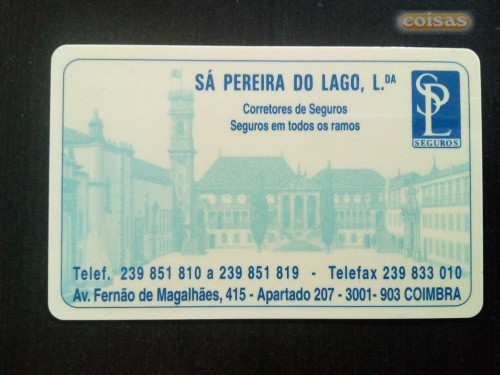 coisas
SÁ PEREIRA DO LAGO, L.DA
Corretores de Seguros
Seguros em todos os ramos
SPL
SEGUROS
Telef. 239 851 810 a 239 851 819 - Telefax 239 833 010
Av. Fernão de Magalhães, 415 - Apartado 207 - 3001- 903 COIMBRA